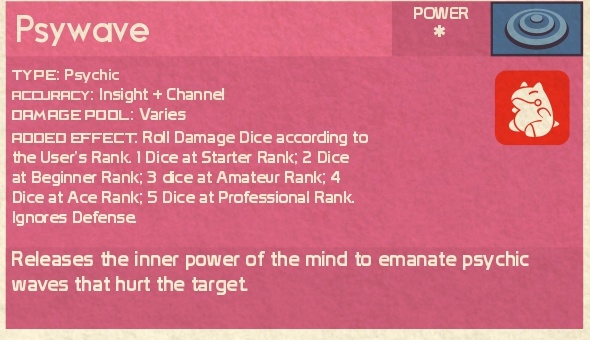 Psywave
POWER
*
TYPE: Psychic
ACCURACY: Insight + Channel
DAMAGE POOL: Varies
ADDED EFFECT: Roll Damage Dice according to
the User's Rank. 1 Dice at Starter Rank; 2 Dice
at Beginner Rank; 3 dice at Amateur Rank; 4
Dice at Ace Rank; 5 Dice at Professional Rank.
Ignores Defense.
Releases the inner power of the mind to emanate psychic
waves that hurt the target.